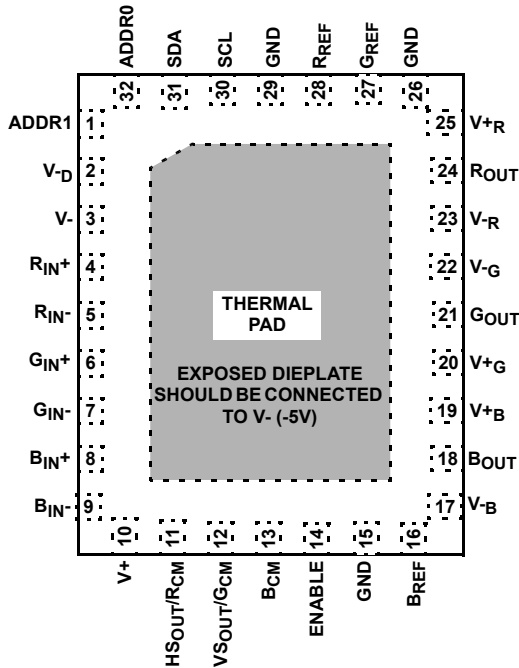 ADDR0
SDA
SCL
GND
RREF
GREF
GND
32
31
30
29
28
27
26
ADDR1 1
V-D 2
V- 3
RIN+ 4
RIN- 5
GIN+ 6
GIN- 7
BIN+ 8
BIN- 9
25 V+R
24 ROUT
23 V-R
22 V-G
21 GOUT
20 V+G
19 V+B
18 BOUT
17 V-B
THERMAL
PAD
EXPOSED DIEPLATE
SHOULD BE CONNECTED
TO V- (-5V)
10
11
12
13
14
15
16
V+
HSOUT/RCM
VSOUT/GCM
BCM
ENABLE
GND
BREF